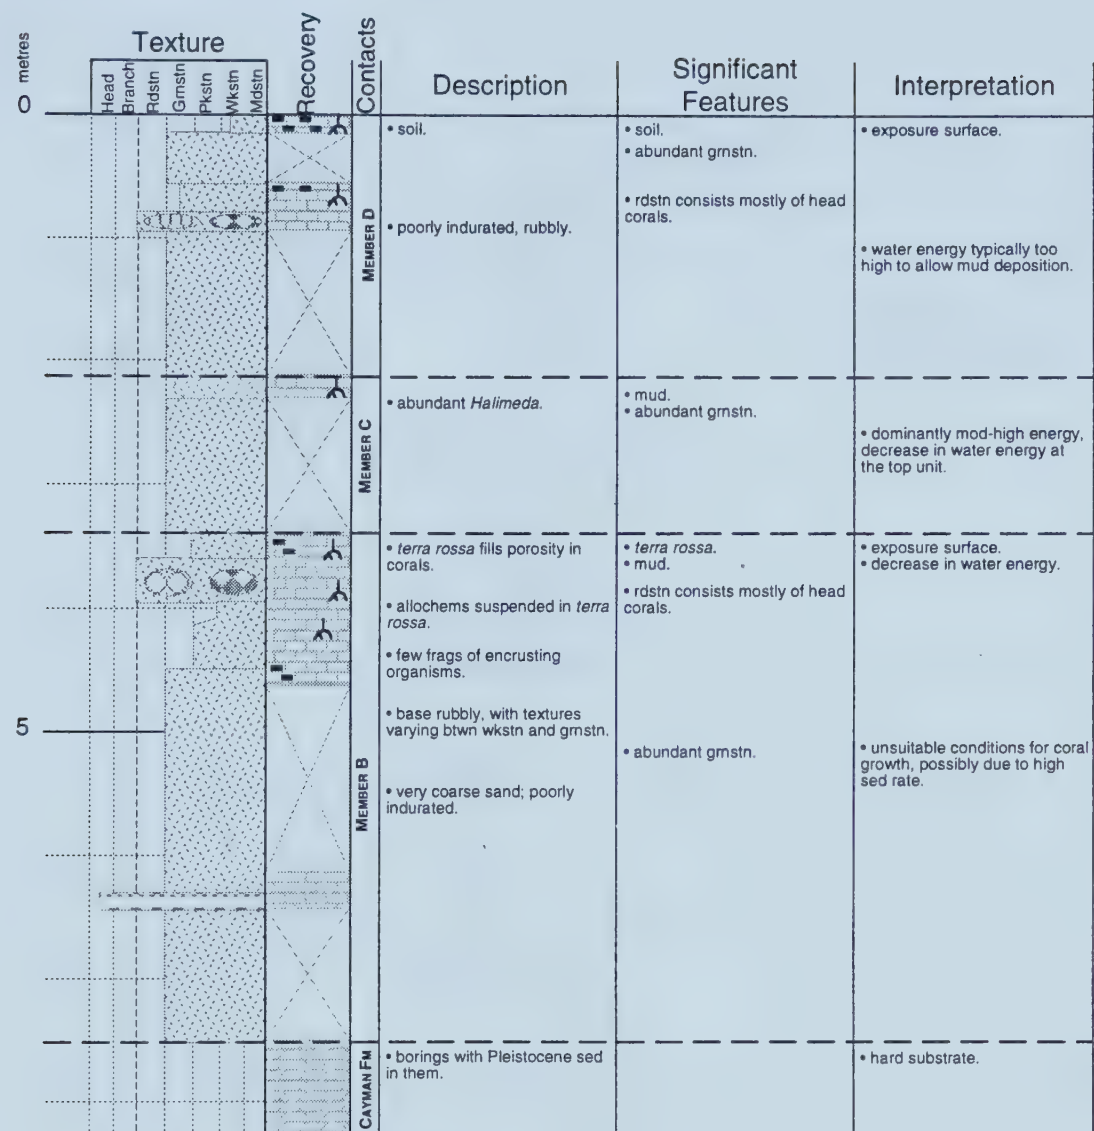 metres
Texture
Recovery
Contacts
Description
Significant
Features
Interpretation
Head
Branch
Rdstn
Grnstn
Pkstn
Wkstn
Mdstn
0
MEMBER D
• soil.
• poorly indurated, rubbly.
• soil.
• abundant grnstn.
• rdstn consists mostly of head
corals.
• exposure surface.
• water energy typically too
high to allow mud deposition.
MEMBER C
• abundant Halimeda.
• mud.
• abundant grnstn.
• dominantly mod-high energy,
decrease in water energy at
the top unit.
5
MEMBER B
• terra rossa fills porosity in
corals.
• allochems suspended in terra
rossa.
• few frags of encrusting
organisms.
• base rubbly, with textures
varying btwn wkstn and grnstn.
• very coarse sand; poorly
indurated.
• terra rossa.
• mud.
• rdstn consists mostly of head
corals.
• abundant grnstn.
• exposure surface.
• decrease in water energy.
• unsuitable conditions for coral
growth, possibly due to high
sed rate.
CAYMAN FM
• borings with Pleistocene sed
in them.
• hard substrate.